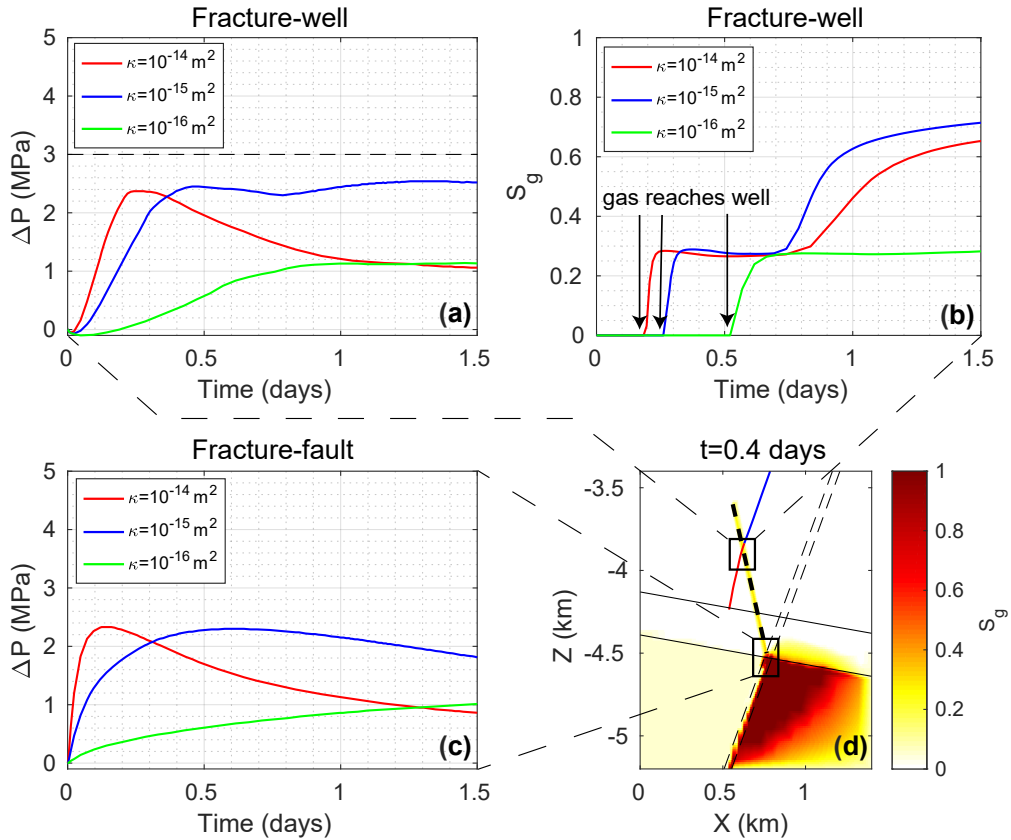 Fracture-well
5
4
3
2
1
0
ΔP (MPa)
κ=10⁻¹⁴ m²
κ=10⁻¹⁵ m²
κ=10⁻¹⁶ m²
(a)
0 0.5 1 1.5
Time (days)
Fracture-well
1
0.8
0.6
0.4
0.2
0
S_g
κ=10⁻¹⁴ m²
κ=10⁻¹⁵ m²
κ=10⁻¹⁶ m²
gas reaches well
(b)
0 0.5 1 1.5
Time (days)
Fracture-fault
5
4
3
2
1
0
ΔP (MPa)
κ=10⁻¹⁴ m²
κ=10⁻¹⁵ m²
κ=10⁻¹⁶ m²
(c)
0 0.5 1 1.5
Time (days)
t=0.4 days
-3.5
-4
-4.5
-5
Z (km)
(d)
0 0.5 1
X (km)
1
0.8
0.6
0.4
0.2
0
S_g